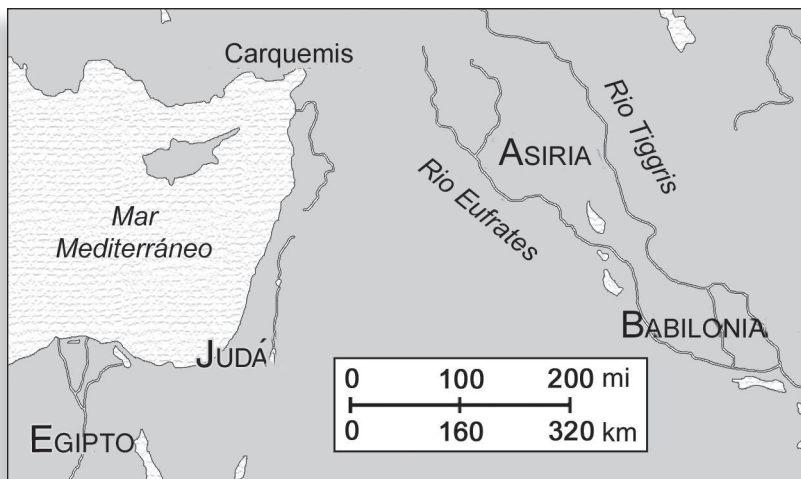 Carquemis
ASIRIA
Rio Tiggris
Rio Eufrates
Mar
Mediterráneo
BABILONIA
JUDÁ
0 100 200 mi
0 160 320 km
EGIPTO